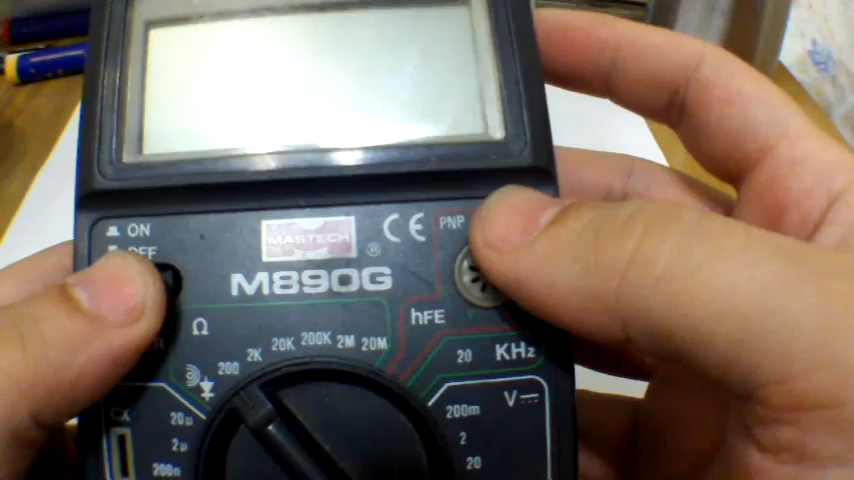 ON
OFF
MASTECH
CE
PNP
M890G
hFE
Ω
200
2K
20K
200K
2M
20M
20
KHz
CX
20µ
2µ
200n
200m
V
2
20